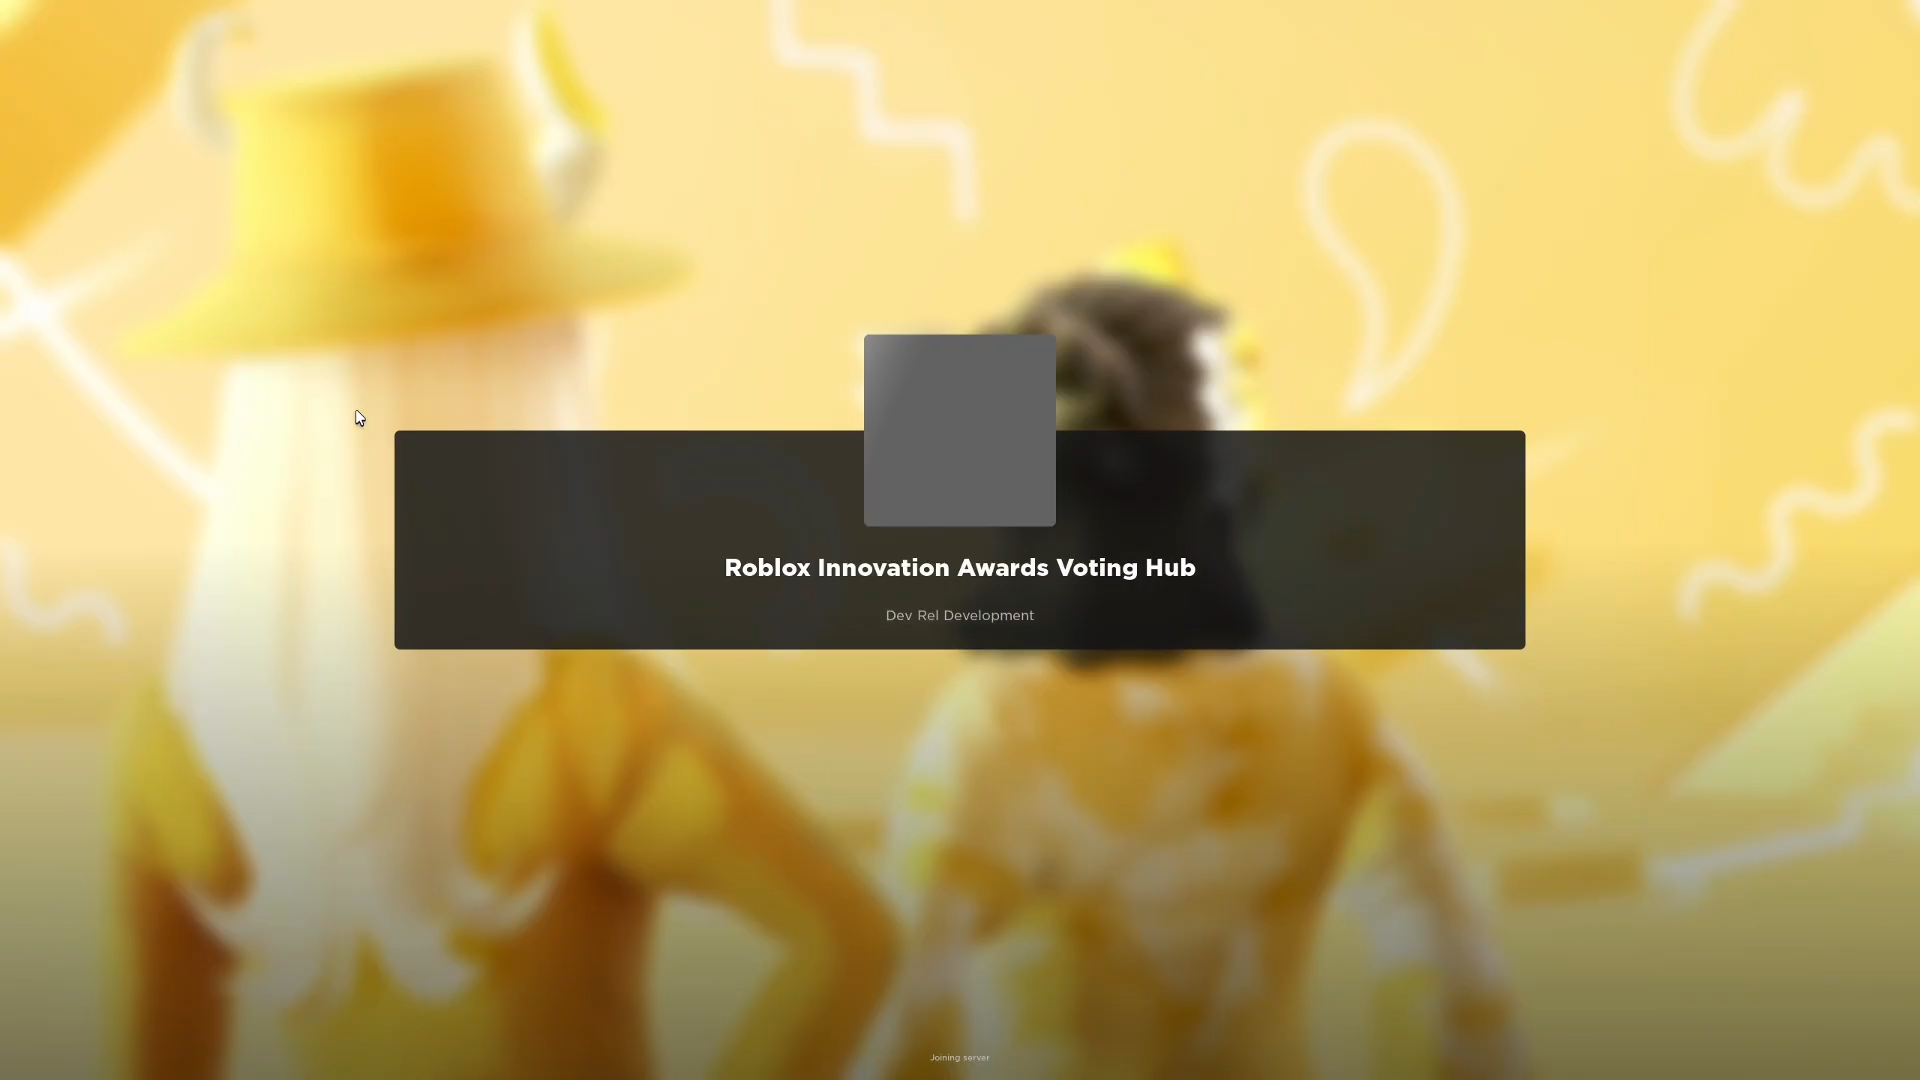 Roblox Innovation Awards Voting Hub
Dev Rel Development
Joining server